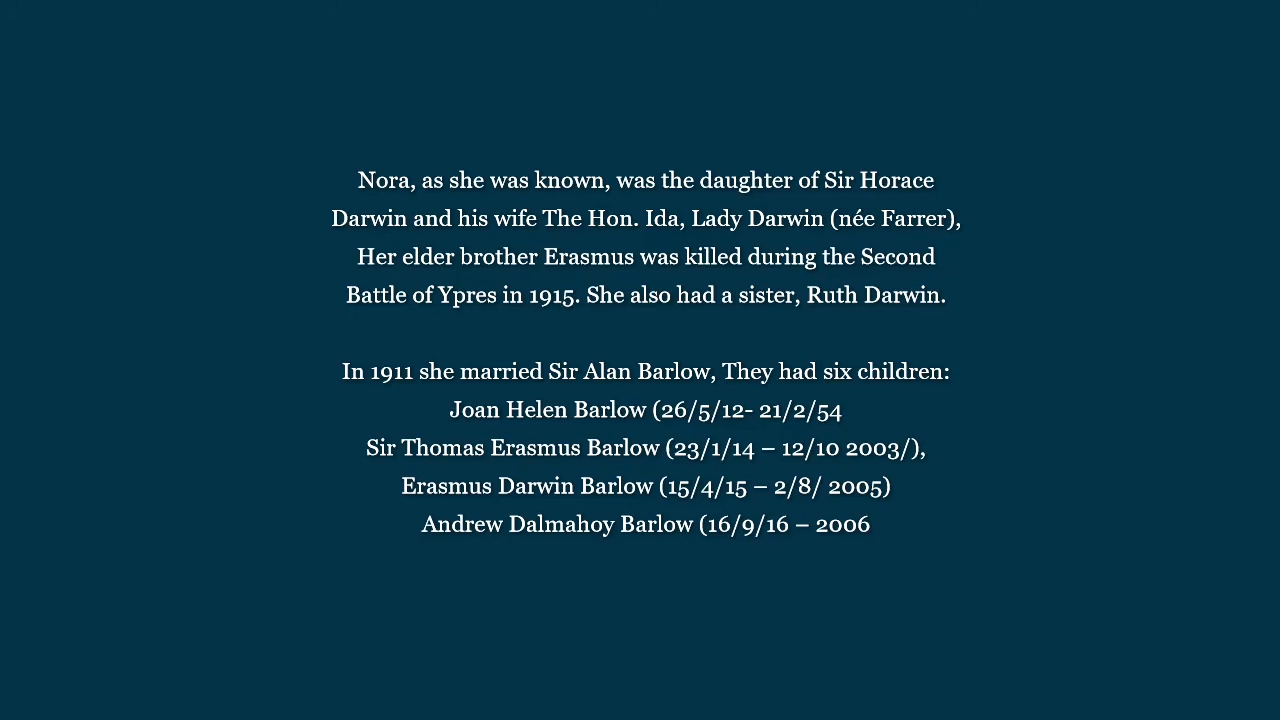 Nora, as she was known, was the daughter of Sir Horace
Darwin and his wife The Hon. Ida, Lady Darwin (née Farrer),
Her elder brother Erasmus was killed during the Second
Battle of Ypres in 1915. She also had a sister, Ruth Darwin.
In 1911 she married Sir Alan Barlow, They had six children:
Joan Helen Barlow (26/5/12- 21/2/54
Sir Thomas Erasmus Barlow (23/1/14 – 12/10 2003/),
Erasmus Darwin Barlow (15/4/15 – 2/8/ 2005)
Andrew Dalmahoy Barlow (16/9/16 – 2006